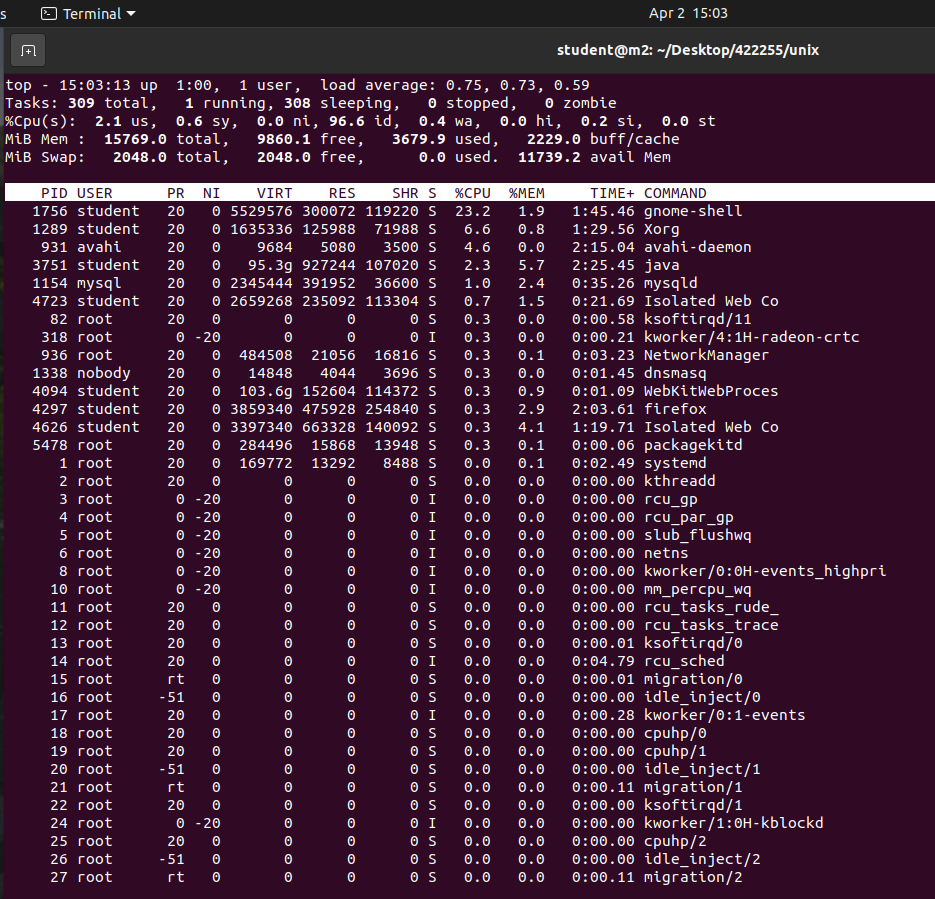 s Terminal Apr 2 15:03
student@m2: ~/Desktop/422255/unix
top - 15:03:13 up 1:00, 1 user, load average: 0.75, 0.73, 0.59
Tasks: 309 total, 1 running, 308 sleeping, 0 stopped, 0 zombie
%Cpu(s): 2.1 us, 0.6 sy, 0.0 ni, 96.6 id, 0.4 wa, 0.0 hi, 0.2 si, 0.0 st
MiB Mem : 15769.0 total, 9860.1 free, 3679.9 used, 2229.0 buff/cache
MiB Swap: 2048.0 total, 2048.0 free, 0.0 used. 11739.2 avail Mem
PID USER PR NI VIRT RES SHR S %CPU %MEM TIME+ COMMAND
1756 student 20 0 5529576 300072 119220 S 23.2 1.9 1:45.46 gnome-shell
1289 student 20 0 1635336 125988 71988 S 6.6 0.8 1:29.56 Xorg
931 avahi 20 0 9684 5080 3500 S 4.6 0.0 2:15.04 avahi-daemon
3751 student 20 0 95.3g 927244 107020 S 2.3 5.7 2:25.45 java
1154 mysql 20 0 2345444 391952 36600 S 1.0 2.4 0:35.26 mysqld
4723 student 20 0 2659268 235092 113304 S 0.7 1.5 0:21.69 Isolated Web Co
82 root 20 0 0 0 0 S 0.3 0.0 0:00.58 ksoftirqd/11
318 root 0 -20 0 0 0 I 0.3 0.0 0:00.21 kworker/4:1H-radeon-crtc
936 root 20 0 484508 21056 16816 S 0.3 0.1 0:03.23 NetworkManager
1338 nobody 20 0 14848 4044 3696 S 0.3 0.0 0:01.45 dnsmasq
4094 student 20 0 103.6g 152604 114372 S 0.3 0.9 0:01.09 WebKitWebProces
4297 student 20 0 3859340 475928 254840 S 0.3 2.9 2:03.61 firefox
4626 student 20 0 3397340 663328 140092 S 0.3 4.1 1:19.71 Isolated Web Co
5478 root 20 0 284496 15868 13948 S 0.3 0.1 0:00.06 packagekitd
1 root 20 0 169772 13292 8488 S 0.0 0.1 0:02.49 systemd
2 root 20 0 0 0 0 S 0.0 0.0 0:00.00 kthreadd
3 root 0 -20 0 0 0 I 0.0 0.0 0:00.00 rcu_gp
4 root 0 -20 0 0 0 I 0.0 0.0 0:00.00 rcu_par_gp
5 root 0 -20 0 0 0 I 0.0 0.0 0:00.00 slub_flushwq
6 root 0 -20 0 0 0 I 0.0 0.0 0:00.00 netns
8 root 0 -20 0 0 0 I 0.0 0.0 0:00.00 kworker/0:0H-events_highpri
10 root 0 -20 0 0 0 I 0.0 0.0 0:00.00 mm_percpu_wq
11 root 20 0 0 0 0 S 0.0 0.0 0:00.00 rcu_tasks_rude_
12 root 20 0 0 0 0 S 0.0 0.0 0:00.00 rcu_tasks_trace
13 root 20 0 0 0 0 S 0.0 0.0 0:00.01 ksoftirqd/0
14 root 20 0 0 0 0 I 0.0 0.0 0:04.79 rcu_sched
15 root rt 0 0 0 0 S 0.0 0.0 0:00.01 migration/0
16 root -51 0 0 0 0 S 0.0 0.0 0:00.00 idle_inject/0
17 root 20 0 0 0 0 I 0.0 0.0 0:00.28 kworker/0:1-events
18 root 20 0 0 0 0 S 0.0 0.0 0:00.00 cpuhp/0
19 root 20 0 0 0 0 S 0.0 0.0 0:00.00 cpuhp/1
20 root -51 0 0 0 0 S 0.0 0.0 0:00.00 idle_inject/1
21 root rt 0 0 0 0 S 0.0 0.0 0:00.11 migration/1
22 root 20 0 0 0 0 S 0.0 0.0 0:00.00 ksoftirqd/1
24 root 0 -20 0 0 0 I 0.0 0.0 0:00.00 kworker/1:0H-kblockd
25 root 20 0 0 0 0 S 0.0 0.0 0:00.00 cpuhp/2
26 root -51 0 0 0 0 S 0.0 0.0 0:00.00 idle_inject/2
27 root rt 0 0 0 0 S 0.0 0.0 0:00.11 migration/2